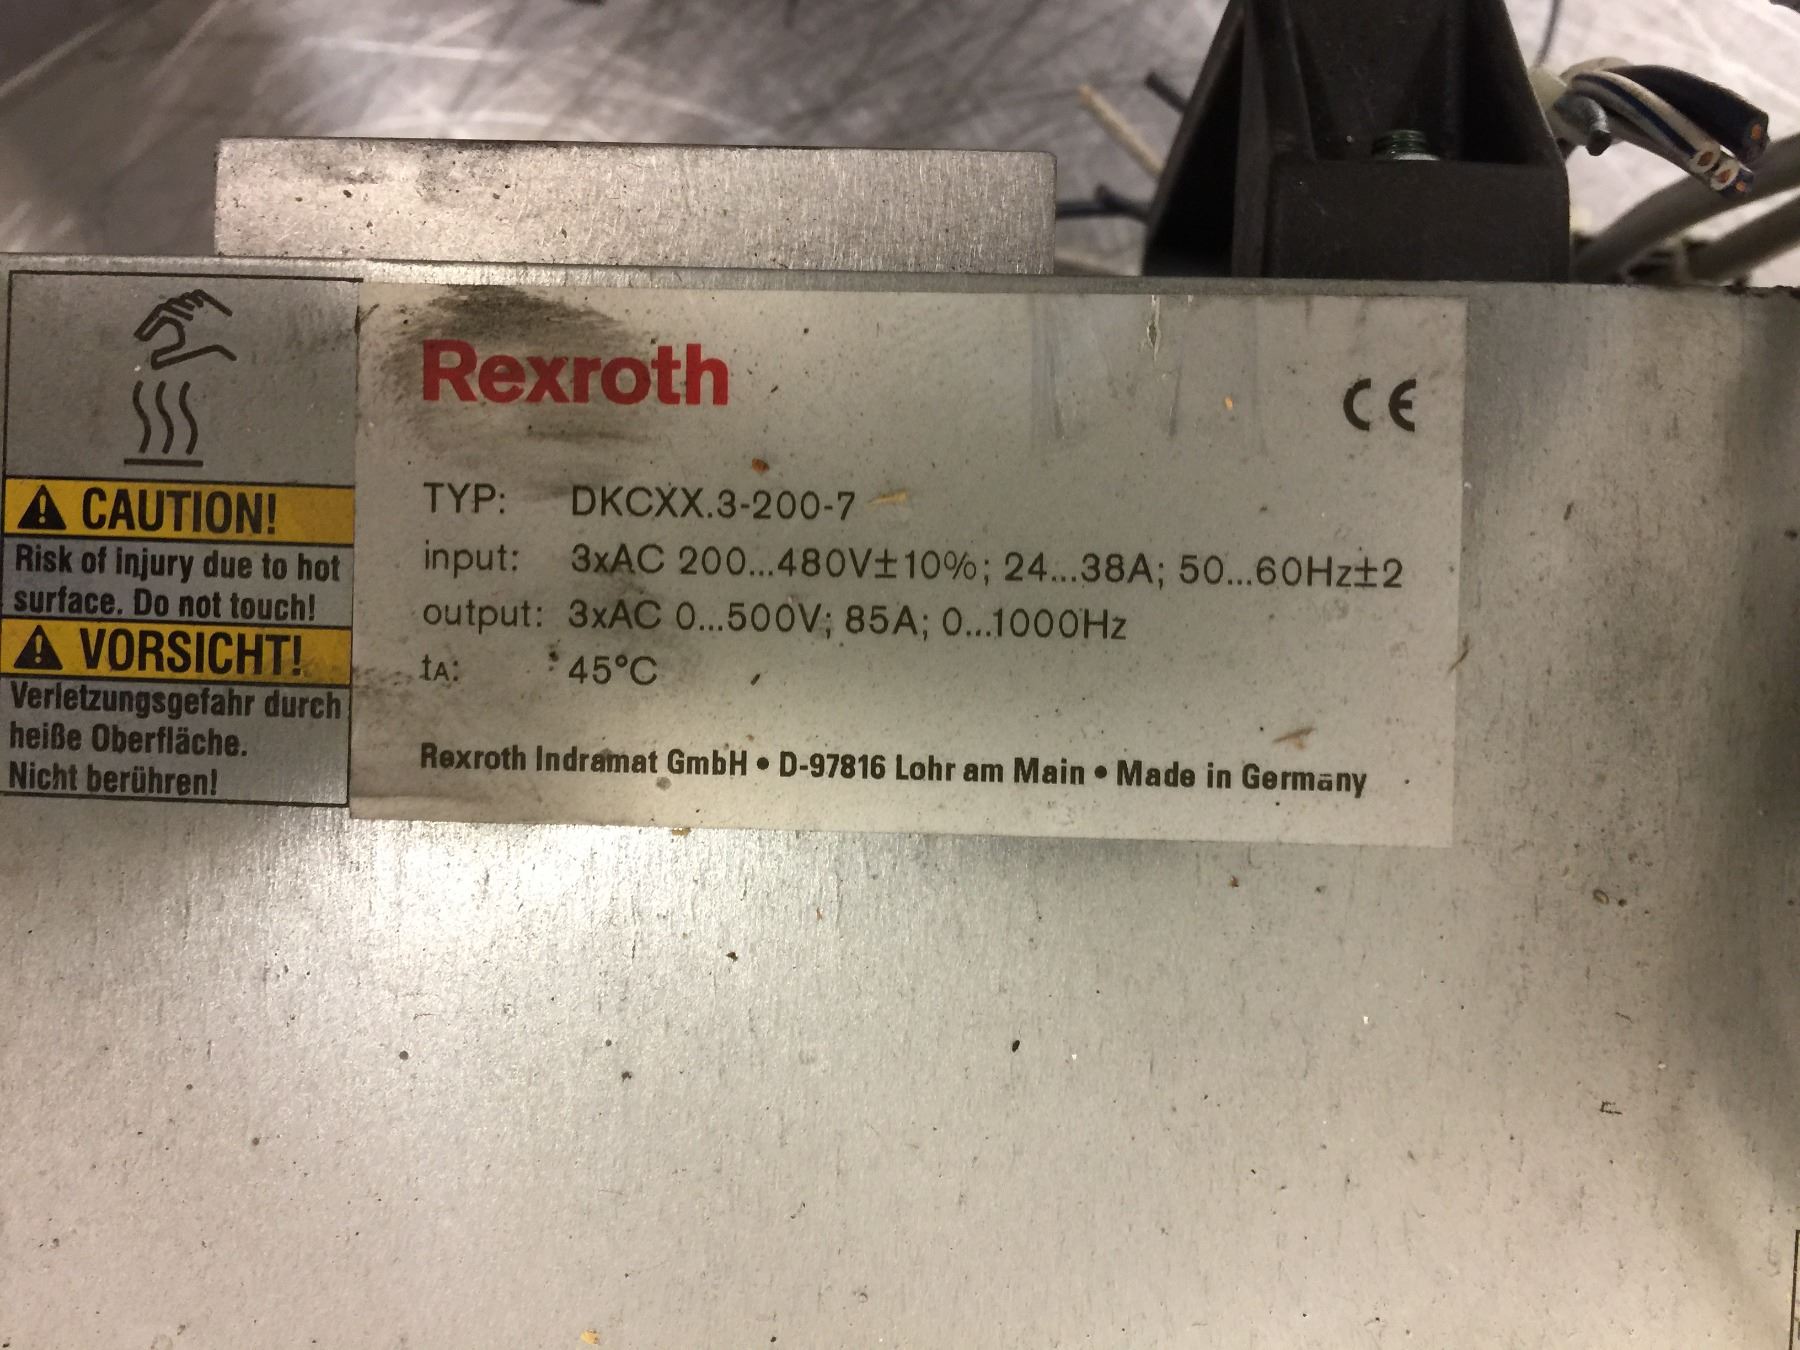 CAUTION!
Risk of injury due to hot
surface. Do not touch!
VORSICHT!
Verletzungsgefahr durch
heiße Oberfläche.
Nicht berühren!
Rexroth
CE
TYP: DKCXX.3-200-7
input: 3xAC 200...480V±10%; 24...38A; 50...60Hz±2
output: 3xAC 0...500V; 85A; 0...1000Hz
tA: 45°C
Rexroth Indramat GmbH • D-97816 Lohr am Main • Made in Germany